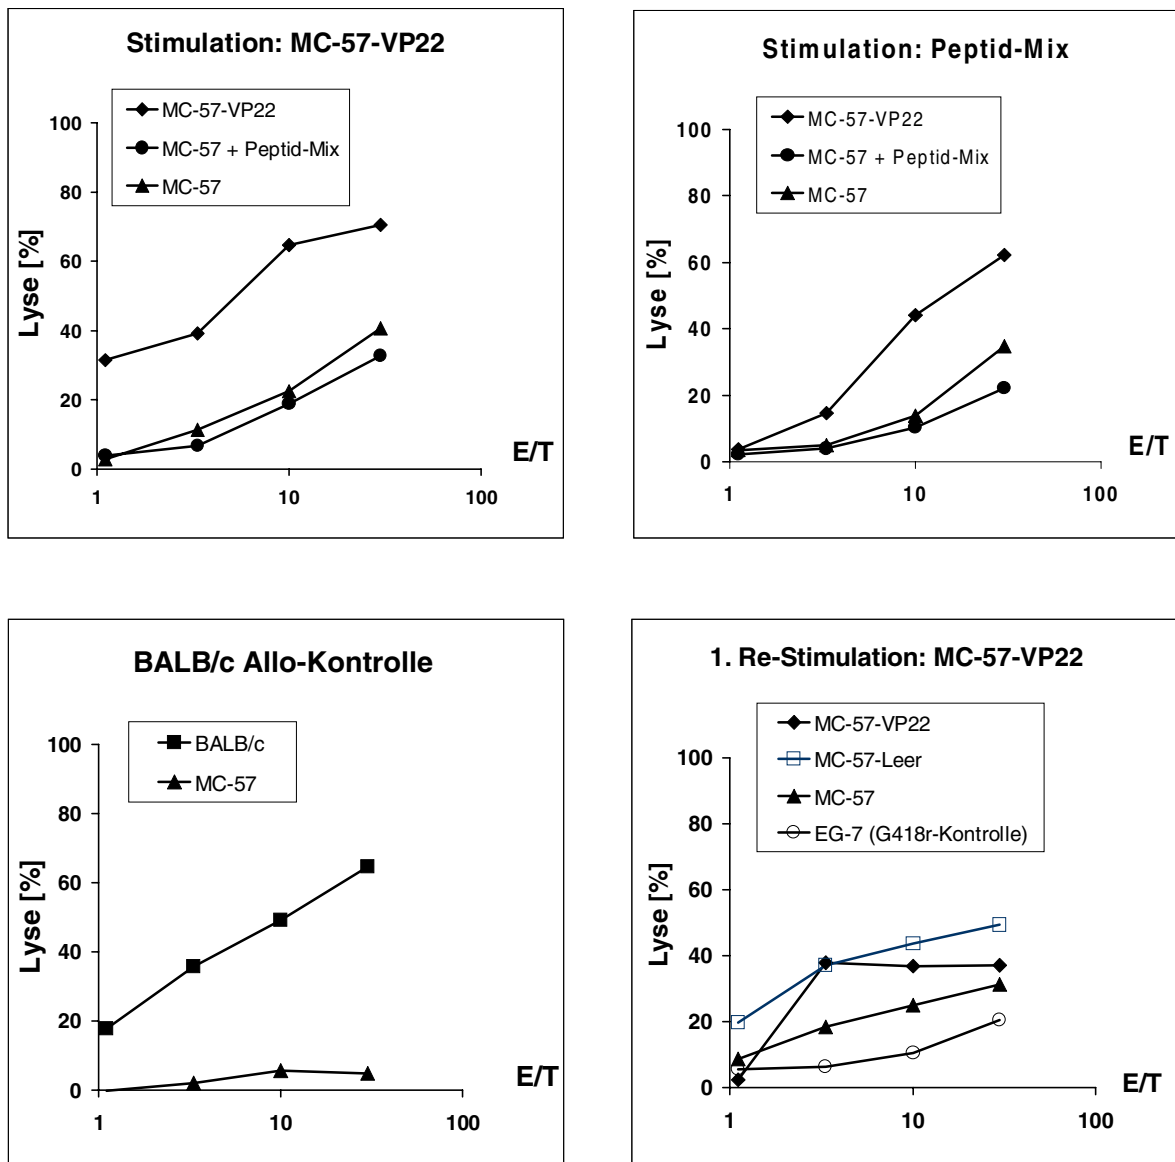 Stimulation: MC-57-VP22
MC-57-VP22
MC-57 + Peptid-Mix
MC-57
Lyse [%]
100
80
60
40
20
0
1
10
100
E/T
Stimulation: Peptid-Mix
MC-57-VP22
MC-57 + Peptid-Mix
MC-57
Lyse [%]
100
80
60
40
20
0
1
10
100
E/T
BALB/c Allo-Kontrolle
BALB/c
MC-57
Lyse [%]
100
80
60
40
20
0
1
10
100
E/T
1. Re-Stimulation: MC-57-VP22
MC-57-VP22
MC-57-Leer
MC-57
EG-7 (G418r-Kontrolle)
Lyse [%]
100
80
60
40
20
0
1
10
100
E/T